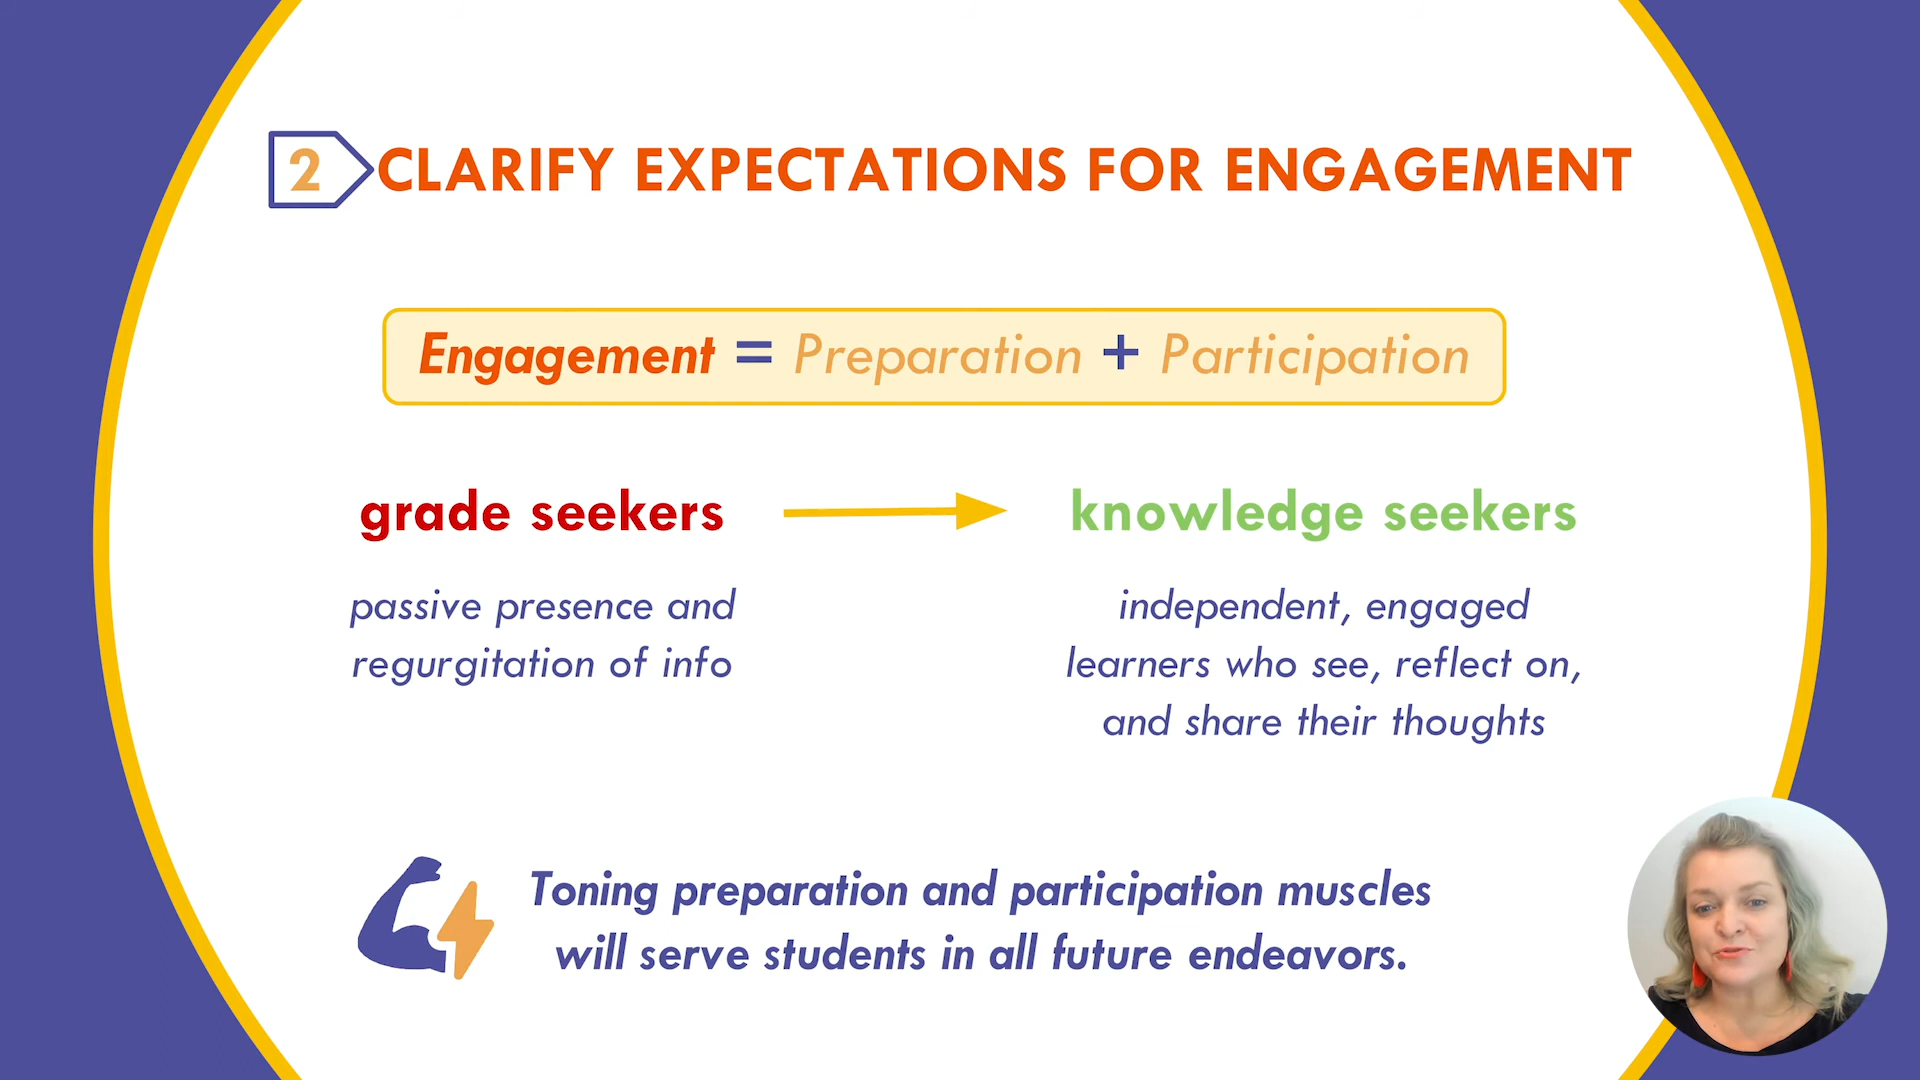 2 CLARIFY EXPECTATIONS FOR ENGAGEMENT
Engagement = Preparation + Participation
grade seekers
passive presence and
regurgitation of info
knowledge seekers
independent, engaged
learners who see, reflect on,
and share their thoughts
Toning preparation and participation muscles
will serve students in all future endeavors.